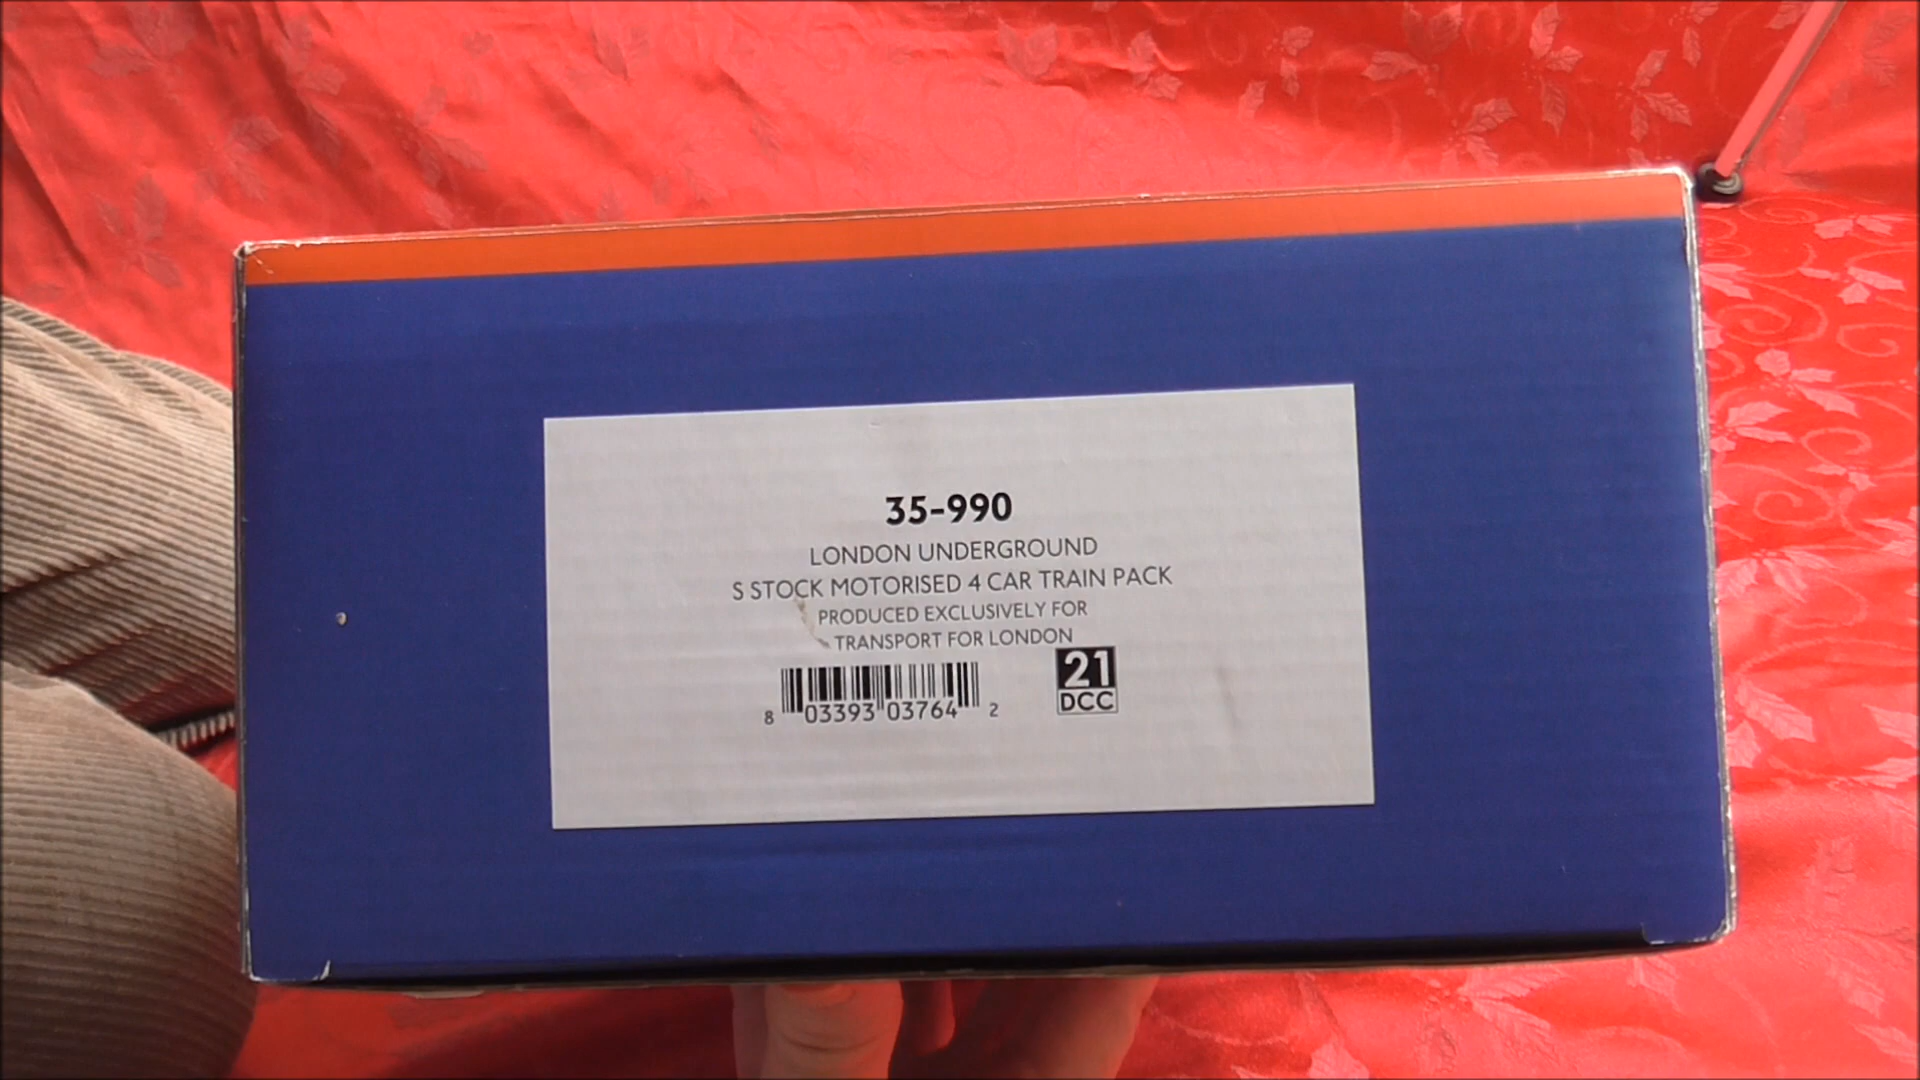 35-990
LONDON UNDERGROUND
S STOCK MOTORISED 4 CAR TRAIN PACK
PRODUCED EXCLUSIVELY FOR
TRANSPORT FOR LONDON
8 03393 03764 2
21
DCC